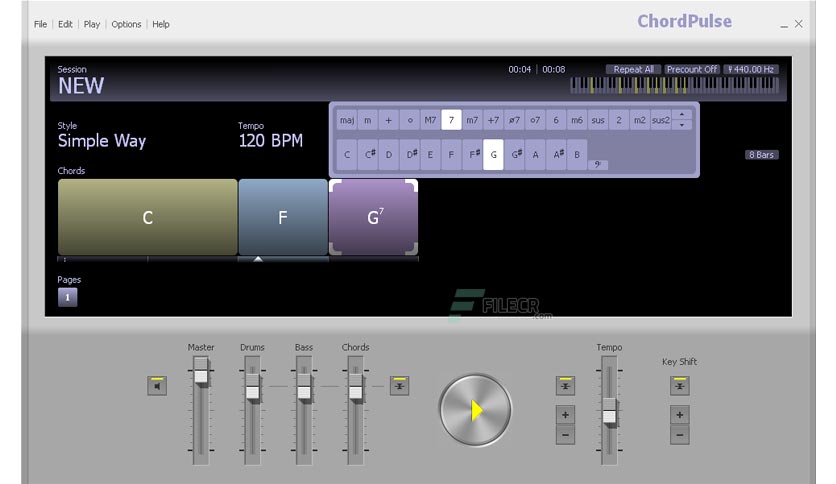 File | Edit | Play | Options | Help
ChordPulse
Session
NEW
00:04 | 00:08
Repeat All
Precount Off
440.00 Hz
Style
Simple Way
Tempo
120 BPM
maj m + o M7 7 m7 +7 ø7 o7 6 m6 sus 2 m2 sus2
C C# D D# E F F# G G# A A# B
8 Bars
Chords
C
F
G7
1
Pages
1
FILECR
.com
Master
Drums
Bass
Chords
Tempo
Key Shift
+
+
−
−